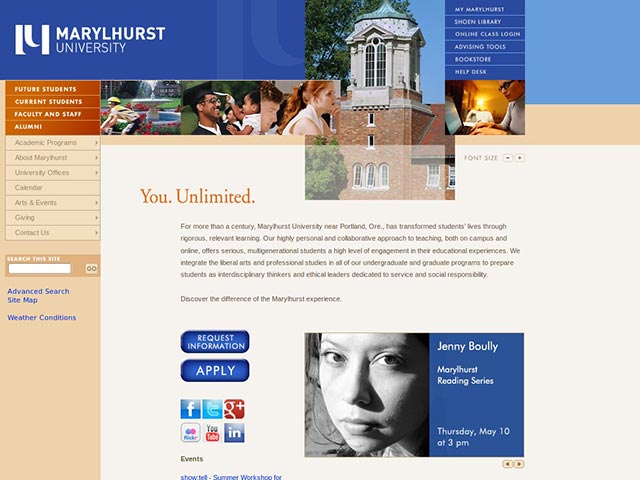 MARYLHURST
UNIVERSITY
MY MARYLHURST
SHOEN LIBRARY
ONLINE CLASS LOGIN
ADVISING TOOLS
BOOKSTORE
HELP DESK
FUTURE STUDENTS
CURRENT STUDENTS
FACULTY AND STAFF
ALUMNI
Academic Programs
About Marylhurst
University Offices
Calendar
Arts & Events
Giving
Contact Us
SEARCH THIS SITE
GO
Advanced Search
Site Map
Weather Conditions
FONT SIZE
You. Unlimited.
For more than a century, Marylhurst University near Portland, Ore., has transformed students' lives through
rigorous, relevant learning. Our highly personal and collaborative approach to teaching, both on campus and
online, offers serious, multigenerational students a high level of engagement in their educational experiences. We
integrate the liberal arts and professional studies in all of our undergraduate and graduate programs to prepare
students as interdisciplinary thinkers and ethical leaders dedicated to service and social responsibility.
Discover the difference of the Marylhurst experience.
REQUEST
INFORMATION
APPLY
flickr
You
Tube
in
Events
show:tell - Summer Workshop for
Jenny Boully
Marylhurst
Reading Series
Thursday, May 10
at 3 pm